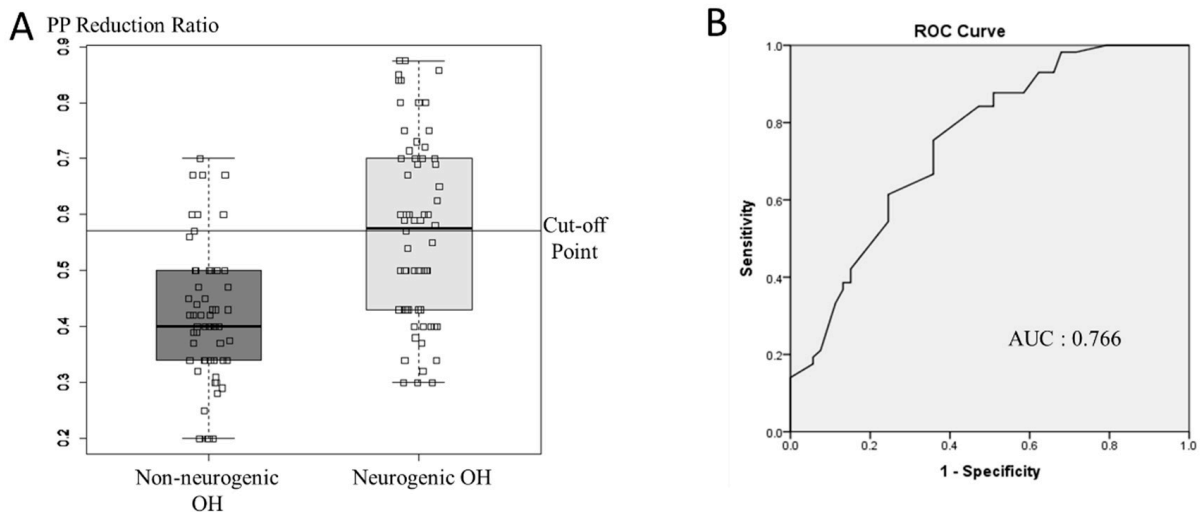 A
PP Reduction Ratio
0.9
0.8
0.7
0.6
0.5
0.4
0.3
0.2
Cut-off
Point
Non-neurogenic
OH
Neurogenic OH
B
ROC Curve
1.0
0.8
0.6
0.4
0.2
0.0
Sensitivity
AUC : 0.766
0.0
0.2
0.4
0.6
0.8
1.0
1 - Specificity